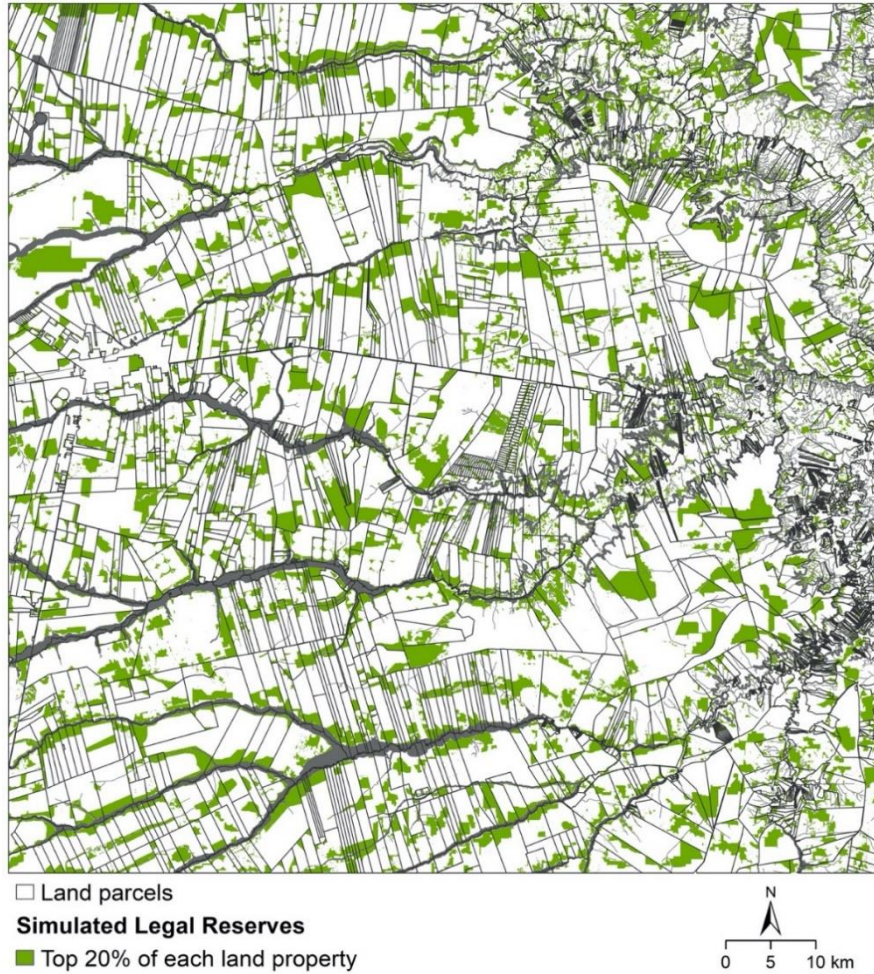 Land parcels
Simulated Legal Reserves
Top 20% of each land property
N
0 5 10 km